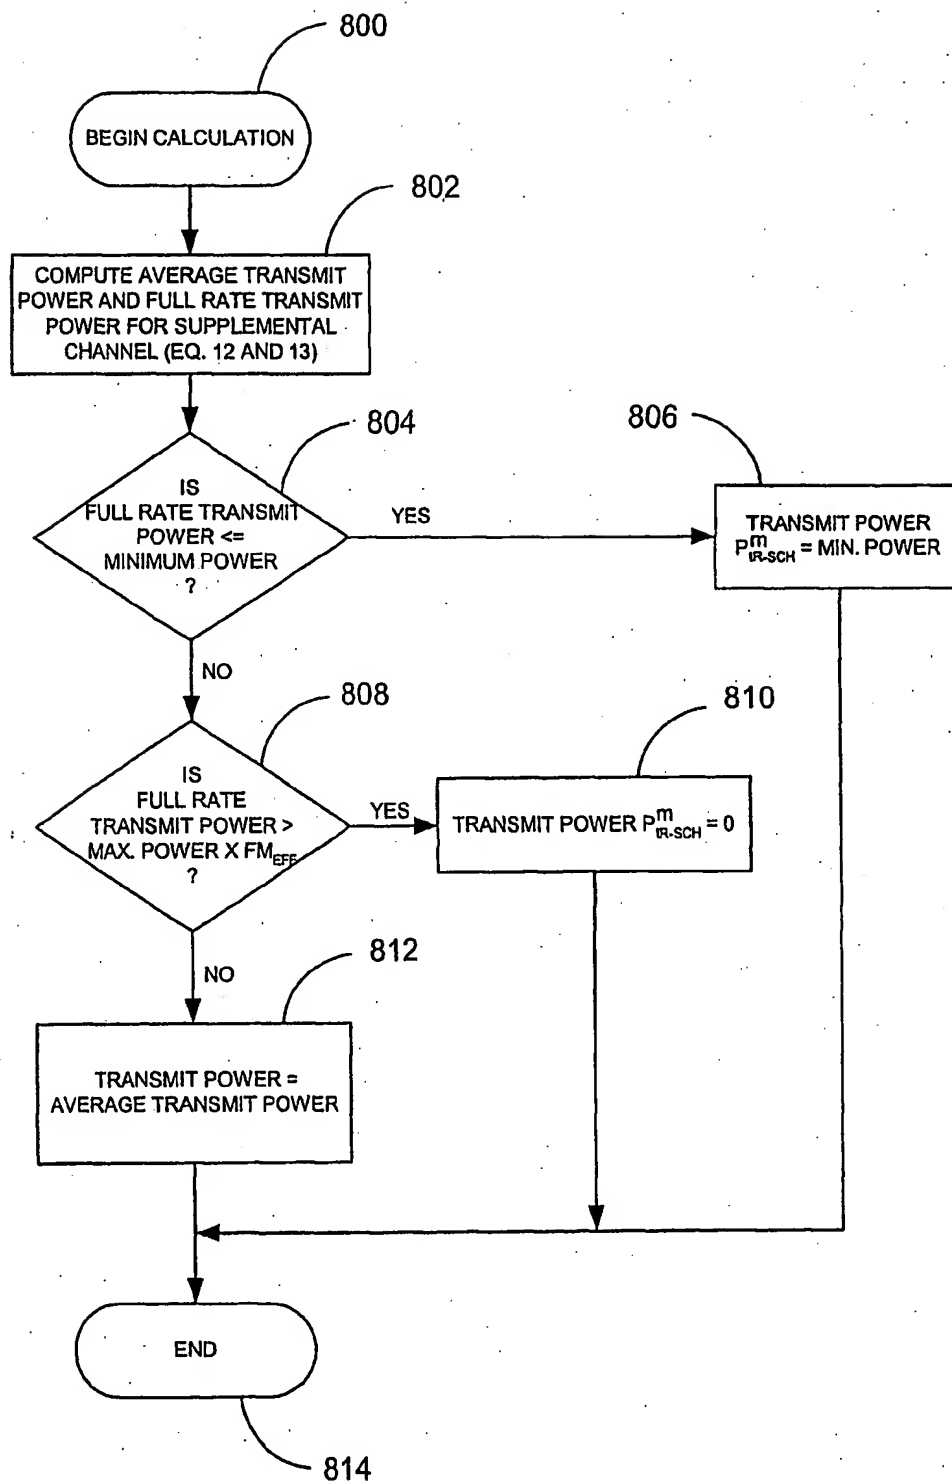 800
BEGIN CALCULATION
802
COMPUTE AVERAGE TRANSMIT
POWER AND FULL RATE TRANSMIT
POWER FOR SUPPLEMENTAL
CHANNEL (EQ. 12 AND 13)
804
IS
FULL RATE TRANSMIT
POWER <=
MINIMUM POWER
?
YES
806
TRANSMIT POWER
P^m_tR-SCH = MIN. POWER
NO
808
IS
FULL RATE
TRANSMIT POWER >
MAX. POWER X FM_EFF
?
YES
810
TRANSMIT POWER P^m_tR-SCH = 0
NO
812
TRANSMIT POWER =
AVERAGE TRANSMIT POWER
END
814